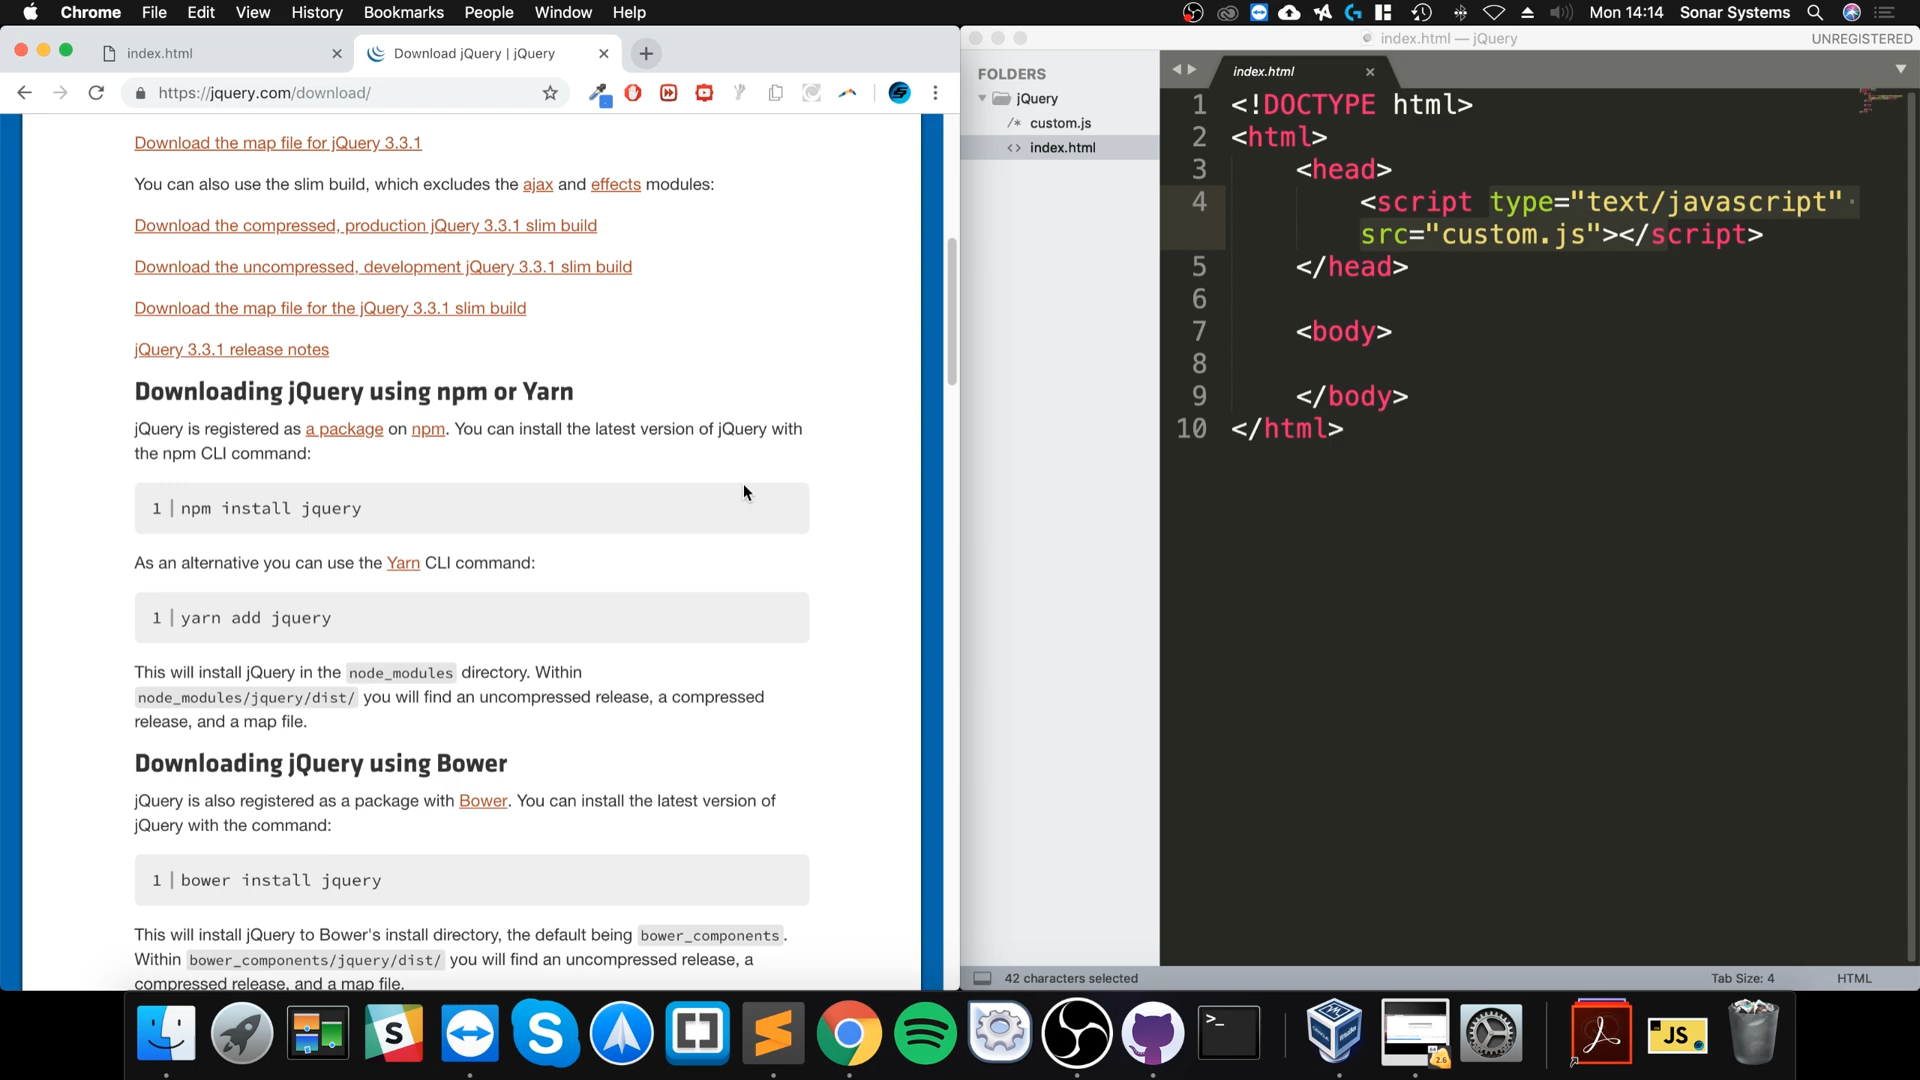 Chrome File Edit View History Bookmarks People Window Help
Mon 14:14 Sonar Systems
index.html
Download jQuery | jQuery
https://jquery.com/download/
Download the map file for jQuery 3.3.1
You can also use the slim build, which excludes the ajax and effects modules:
Download the compressed, production jQuery 3.3.1 slim build
Download the uncompressed, development jQuery 3.3.1 slim build
Download the map file for the jQuery 3.3.1 slim build
jQuery 3.3.1 release notes
Downloading jQuery using npm or Yarn
jQuery is registered as a package on npm. You can install the latest version of jQuery with
the npm CLI command:
1 npm install jquery
As an alternative you can use the Yarn CLI command:
1 yarn add jquery
This will install jQuery in the node_modules directory. Within
node_modules/jquery/dist/ you will find an uncompressed release, a compressed
release, and a map file.
Downloading jQuery using Bower
jQuery is also registered as a package with Bower. You can install the latest version of
jQuery with the command:
1 bower install jquery
This will install jQuery to Bower's install directory, the default being bower_components.
Within bower_components/jquery/dist/ you will find an uncompressed release, a
compressed release, and a map file.
index.html — jQuery
UNREGISTERED
FOLDERS
jQuery
/* custom.js
<> index.html
index.html
1 <!DOCTYPE html>
2 <html>
3 <head>
4 <script type="text/javascript"
src="custom.js"></script>
5 </head>
6
7 <body>
8
9 </body>
10 </html>
42 characters selected
Tab Size: 4
HTML
JS